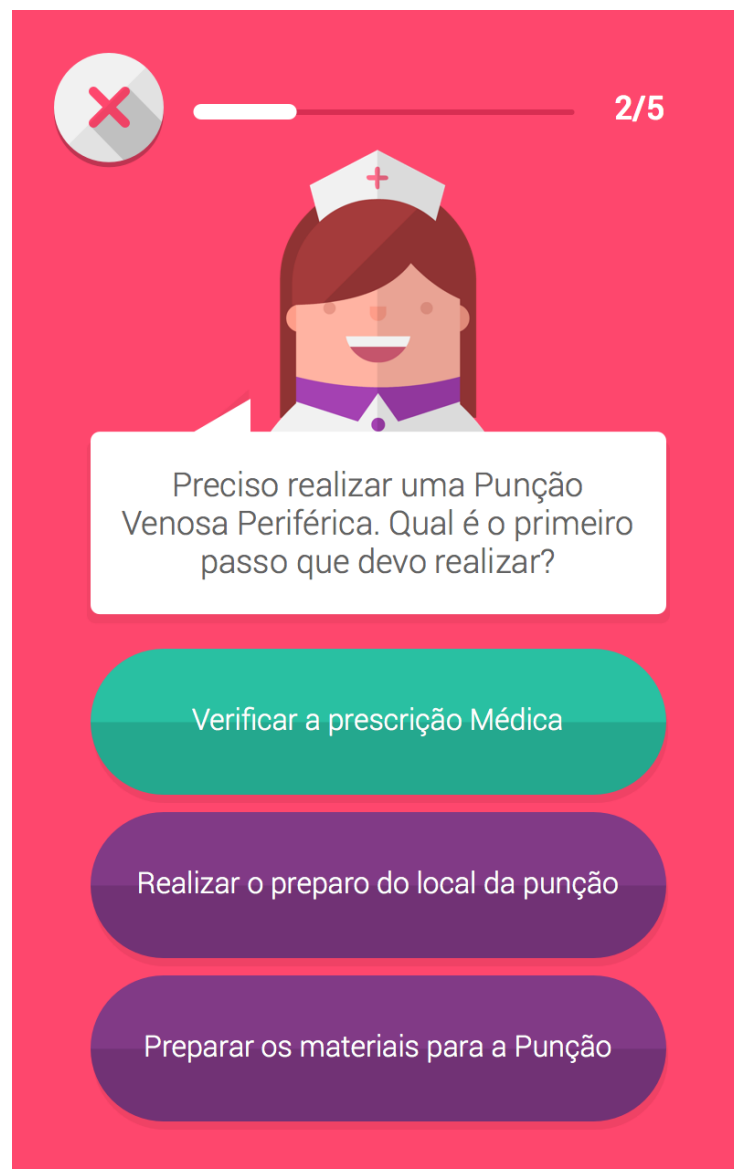 2/5
Preciso realizar uma Punção
Venosa Periférica. Qual é o primeiro
passo que devo realizar?
Verificar a prescrição Médica
Realizar o preparo do local da punção
Preparar os materiais para a Punção